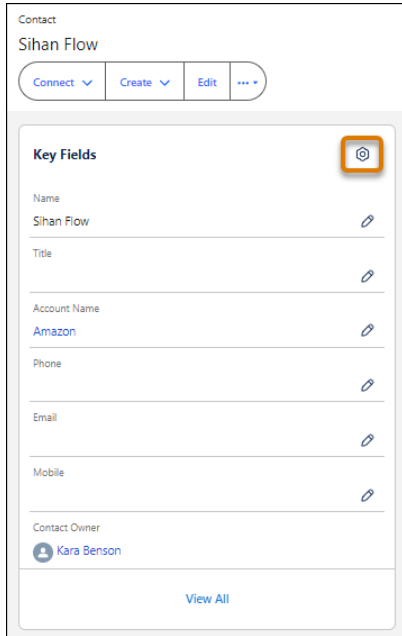 Contact
Sihan Flow
Connect Create Edit
Key Fields
Name
Sihan Flow
Title
Account Name
Amazon
Phone
Email
Mobile
Contact Owner
Kara Benson
View All